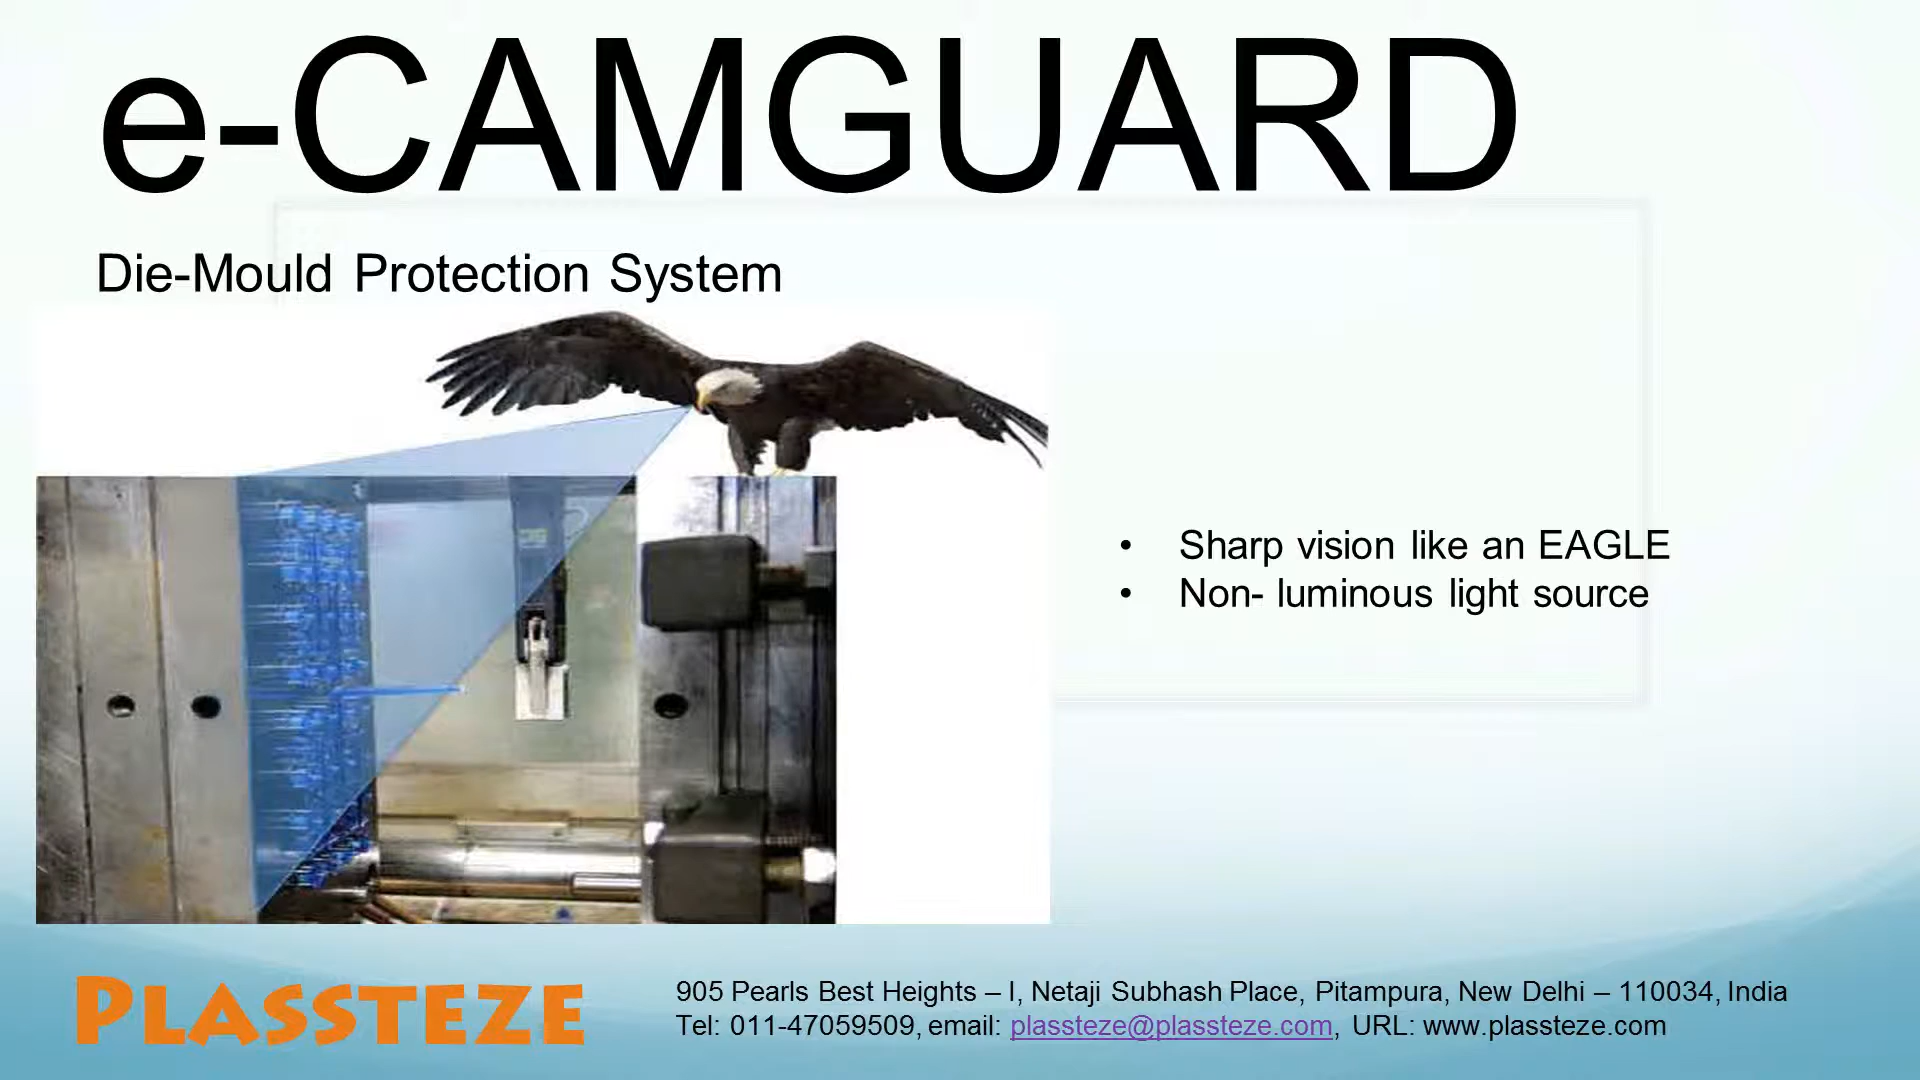 e-CAMGUARD
Die-Mould Protection System
• Sharp vision like an EAGLE
• Non- luminous light source
PLASSTEZE
905 Pearls Best Heights – I, Netaji Subhash Place, Pitampura, New Delhi – 110034, India
Tel: 011-47059509, email: plassteze@plassteze.com, URL: www.plassteze.com